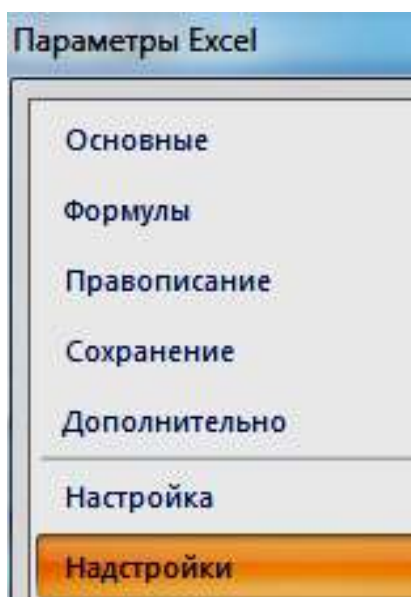 Параметры Excel
Основные
Формулы
Правописание
Сохранение
Дополнительно
Настройка
Надстройки